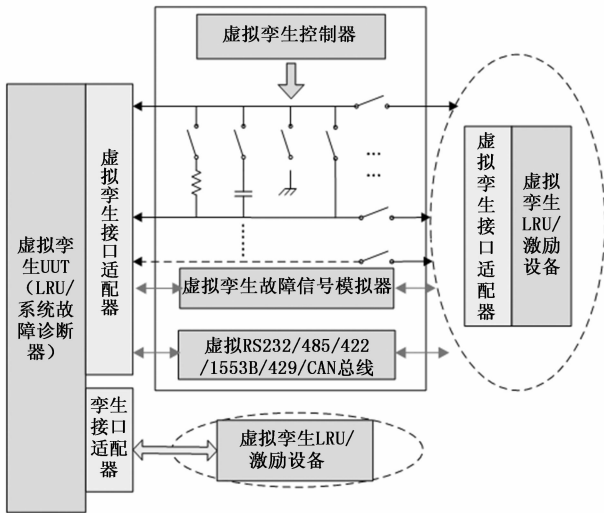 虚拟孪生控制器
虚拟孪生接口适配器
虚拟孪
生UUT
（LRU/
系统故
障诊断
器）
虚拟孪生接口适配器
虚拟
孪生
LRU/
激励
设备
…
…
虚拟孪生故障信号模拟器
虚拟RS232/485/422
/1553B/429/CAN总线
孪生
接口
适配
器
虚拟孪生LRU/
激励设备